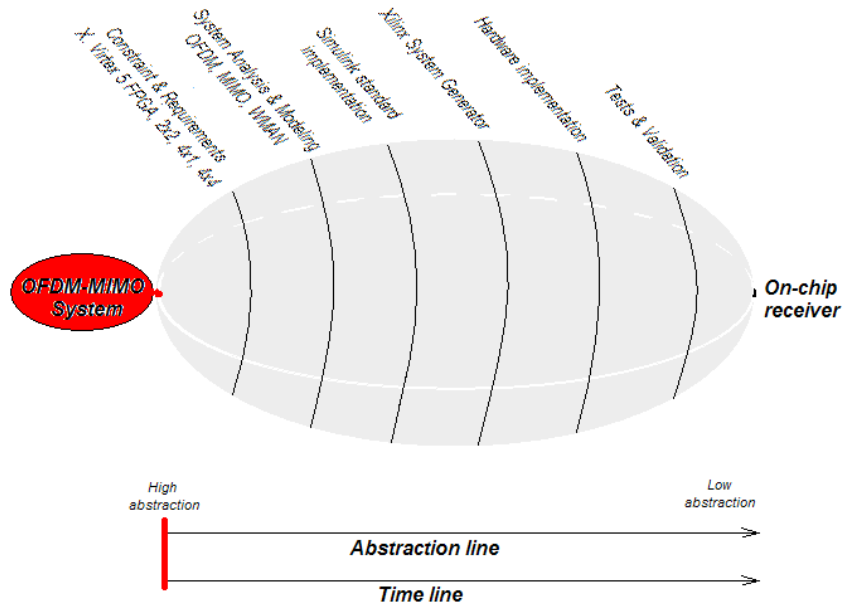 Constraint & Requirements
X. Virtex 5 FPGA, 2x2, 4x1, 4x4
System Analysis & Modeling
OFDM, MIMO, WMAN
Simulink standard
implementation
Xilinx System Generator
Hardware implementation
Tests & Validation
OFDM-MIMO
System
On-chip
receiver
High
abstraction
Low
abstraction
Abstraction line
Time line